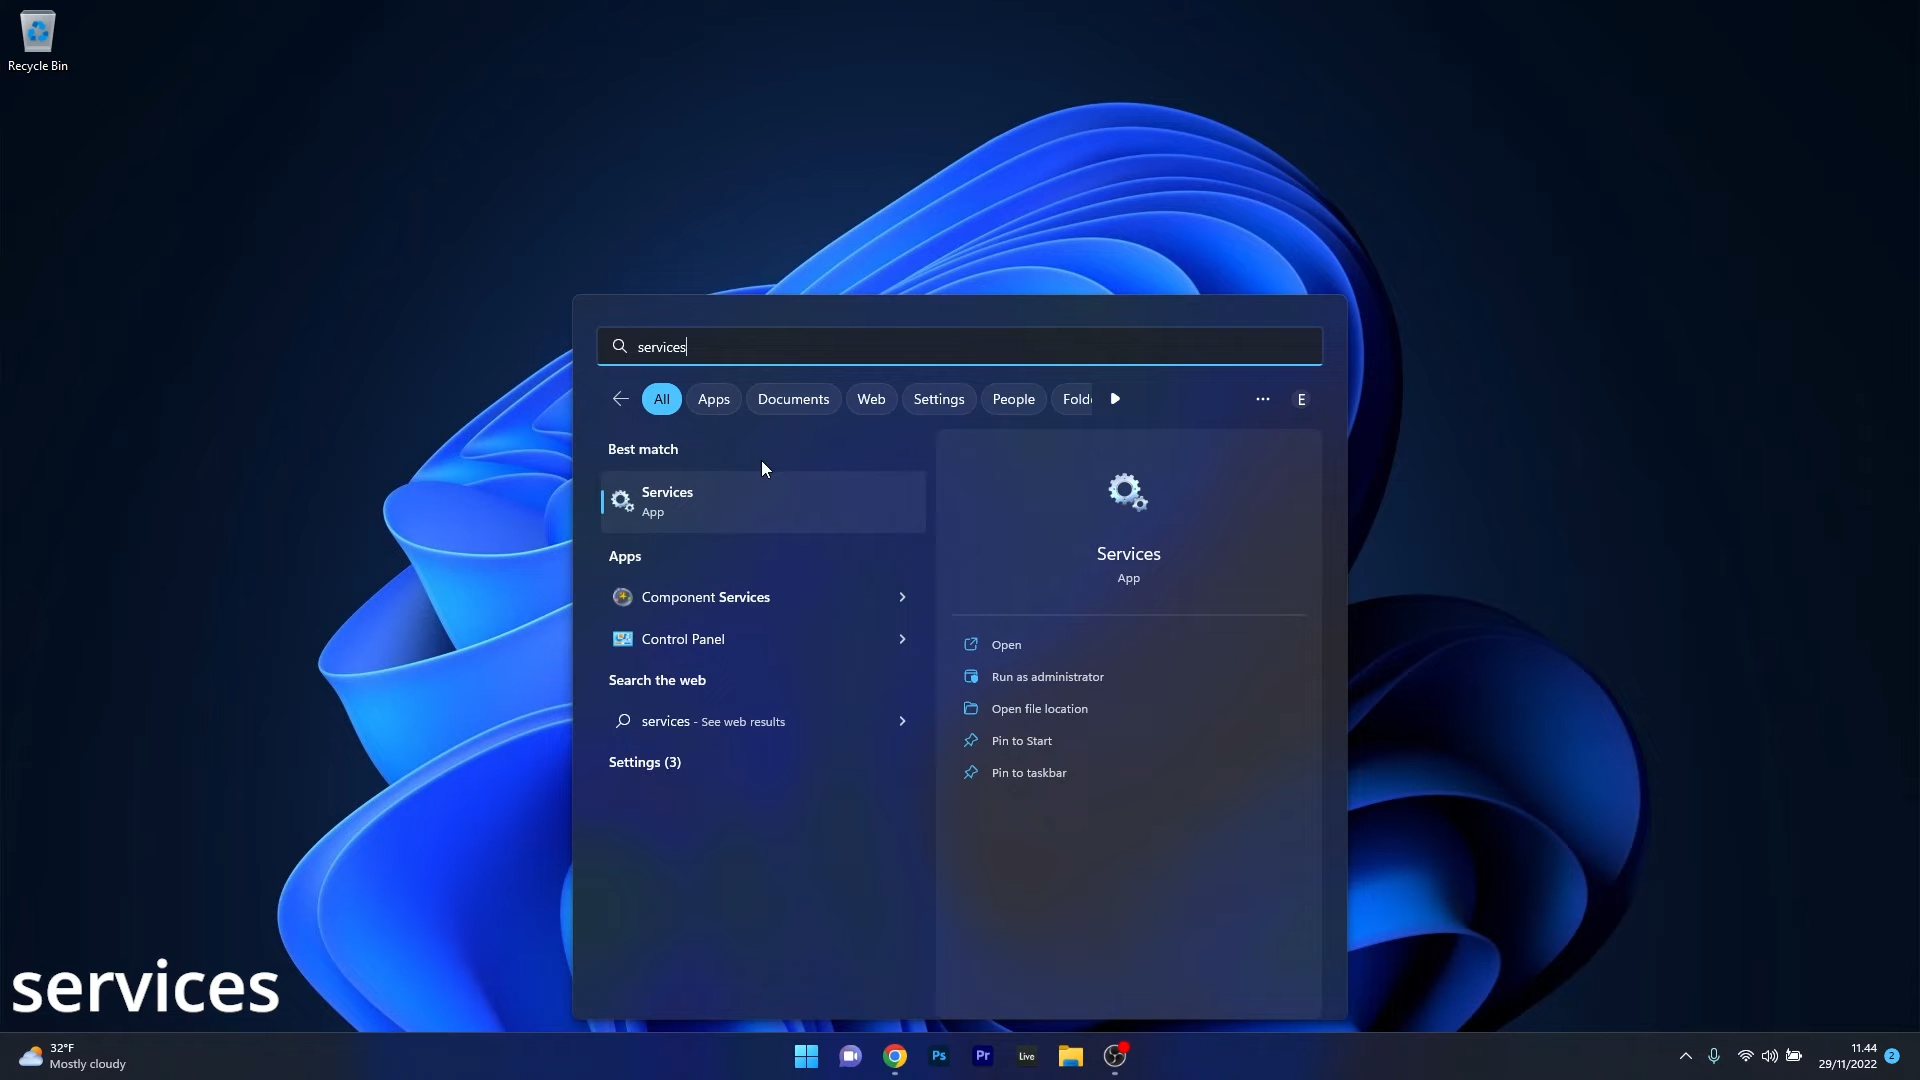 Recycle Bin
services
All
Apps
Documents
Web
Settings
People
Fold
E
Best match
Services
App
Apps
Component Services
Control Panel
Search the web
services - See web results
Settings (3)
Services
App
Open
Run as administrator
Open file location
Pin to Start
Pin to taskbar
services
32°F
Mostly cloudy
Ps
Pr
Live
11.44
29/11/2022
2